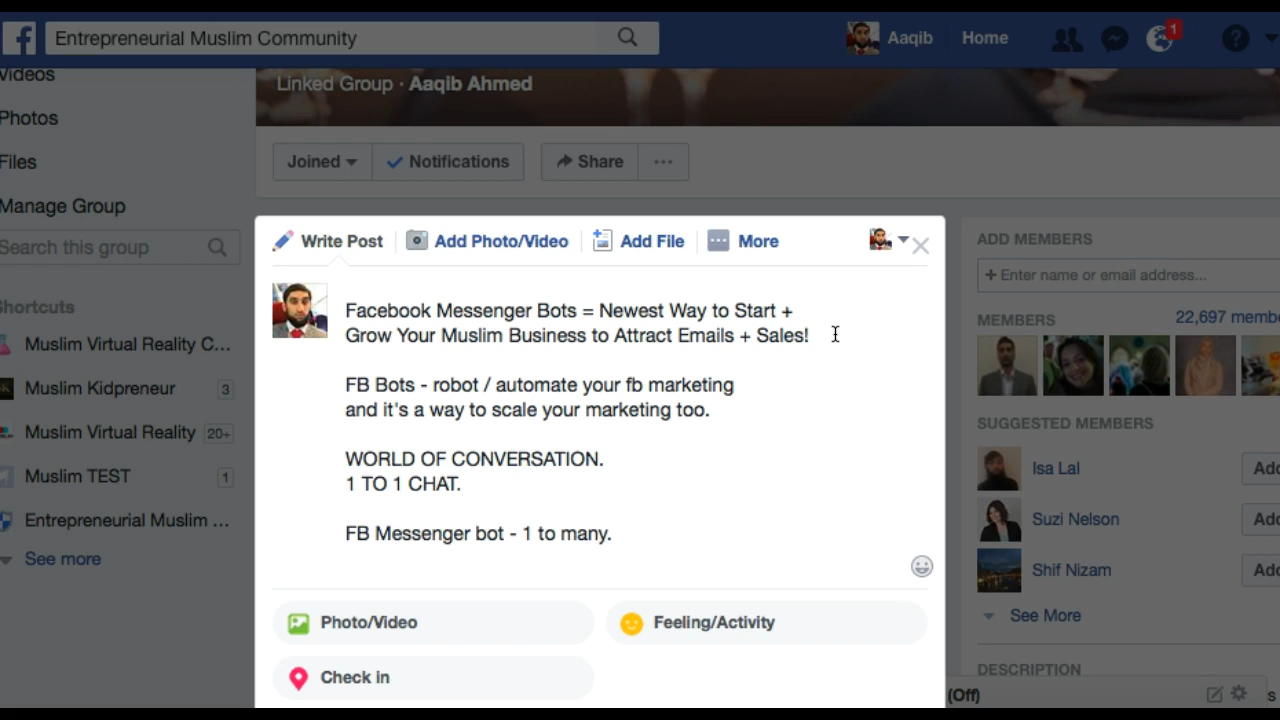 Entrepreneurial Muslim Community
Aaqib
Home
1
Videos
Photos
Files
Manage Group
Search this group
Shortcuts
Muslim Virtual Reality C...
Muslim Kidpreneur 3
Muslim Virtual Reality 20+
Muslim TEST 1
Entrepreneurial Muslim ...
See more
Linked Group · Aaqib Ahmed
Joined
Notifications
Share
Write Post
Add Photo/Video
Add File
More
Facebook Messenger Bots = Newest Way to Start +
Grow Your Muslim Business to Attract Emails + Sales!
FB Bots - robot / automate your fb marketing
and it's a way to scale your marketing too.
WORLD OF CONVERSATION.
1 TO 1 CHAT.
FB Messenger bot - 1 to many.
Photo/Video
Feeling/Activity
Check in
ADD MEMBERS
+ Enter name or email address...
MEMBERS
22,697 membe
SUGGESTED MEMBERS
Isa Lal
Add
Suzi Nelson
Add
Shif Nizam
Add
See More
DESCRIPTION
(Off)